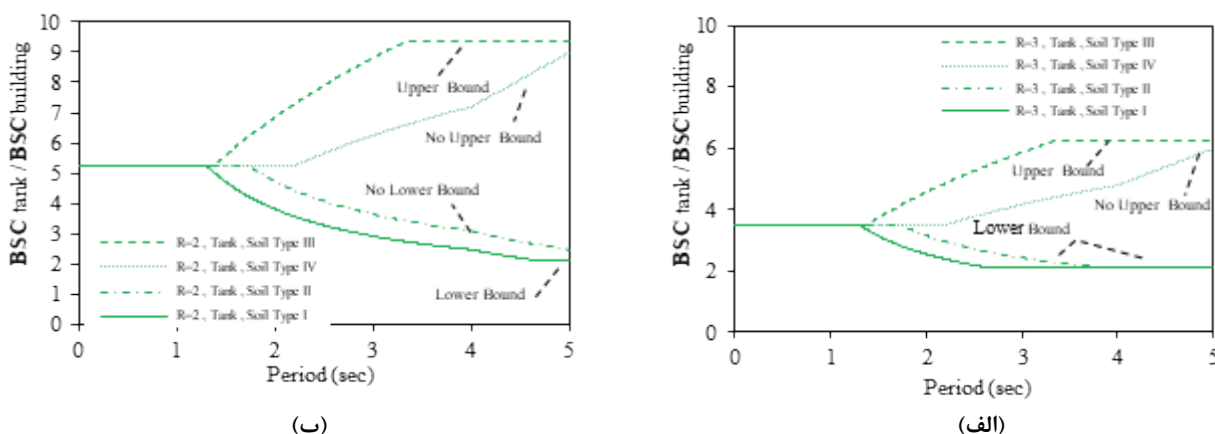 BSC tank / BSC building
10
9
8
7
6
5
4
3
2
1
0
Upper Bound
No Upper Bound
No Lower Bound
Lower Bound
R=2 , Tank , Soil Type III
R=2 , Tank , Soil Type IV
R=2 , Tank , Soil Type II
R=2 , Tank , Soil Type I
0 1 2 3 4 5
Period (sec)
(ب)
BSC tank / BSC building
10
8
6
4
2
0
R=3 , Tank , Soil Type III
R=3 , Tank , Soil Type IV
R=3 , Tank , Soil Type II
R=3 , Tank , Soil Type I
Upper Bound
No Upper Bound
Lower Bound
0 1 2 3 4 5
Period (sec)
(الف)